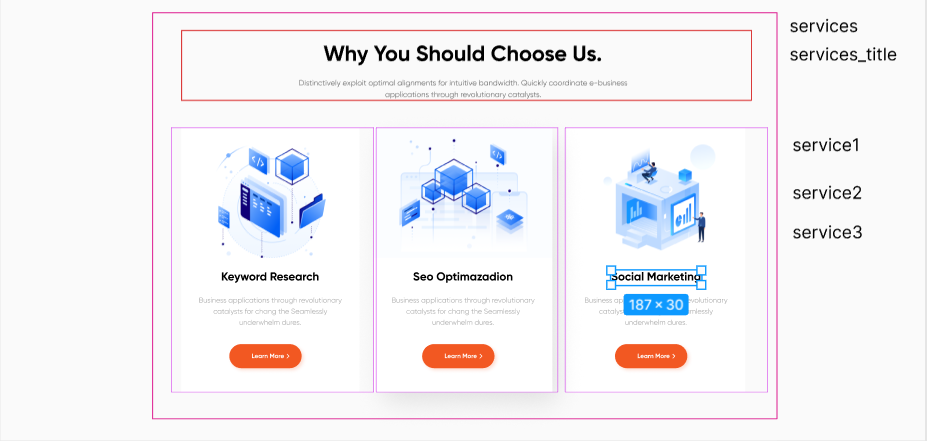 services
Why You Should Choose Us.
services_title
Distinctively exploit optimal alignments for intuitive bandwidth. Quickly coordinate e-business
applications through revolutionary catalysts.
service1
service2
service3
Keyword Research
Seo Optimazadion
Social Marketing
Business applications through revolutionary
catalysts for chang the Seamlessly
underwhelm dures.
Business applications through revolutionary
catalysts for chang the Seamlessly
underwhelm dures.
187 × 30
underwhelm dures.
Learn More >
Learn More >
Learn More >